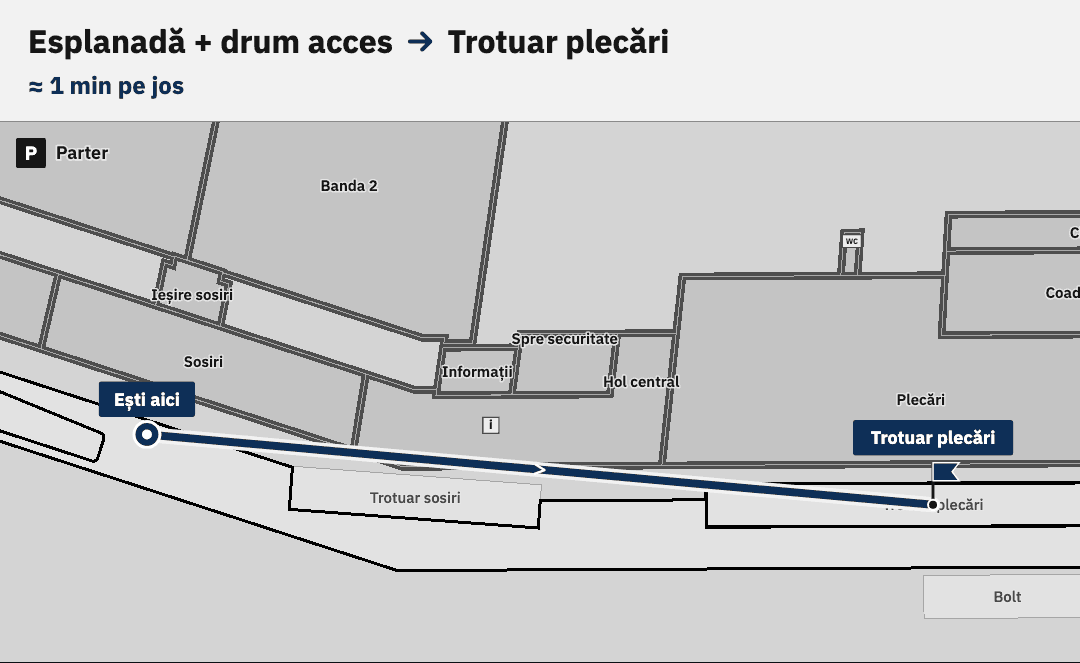 Esplanadă + drum acces → Trotuar plecări
≈ 1 min pe jos
P Parter
Banda 2
wc
Ieșire sosiri
Spre securitate
Sosiri
Informații
Hol central
Coad
Plecări
Ești aici
i
Trotuar plecări
Trotuar sosiri
plecări
Bolt